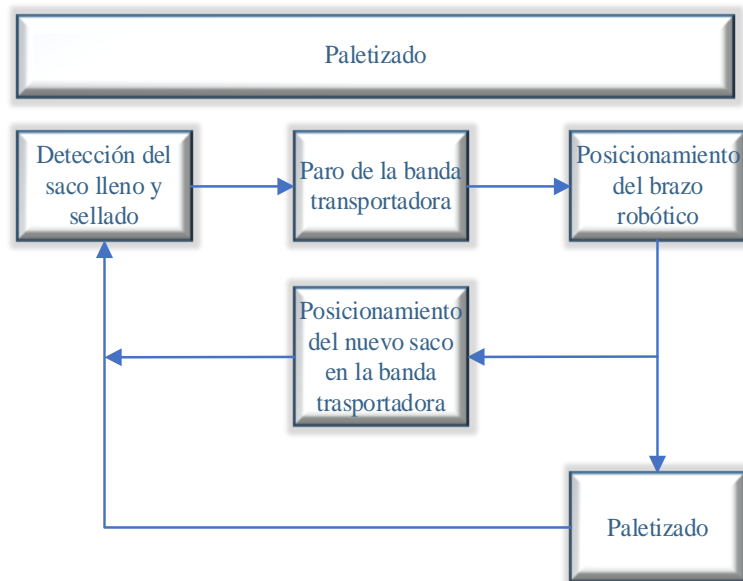 Paletizado
Detección del
saco lleno y
sellado
Paro de la banda
transportadora
Posicionamiento
del brazo
robótico
Posicionamiento
del nuevo saco
en la banda
trasportadora
Paletizado